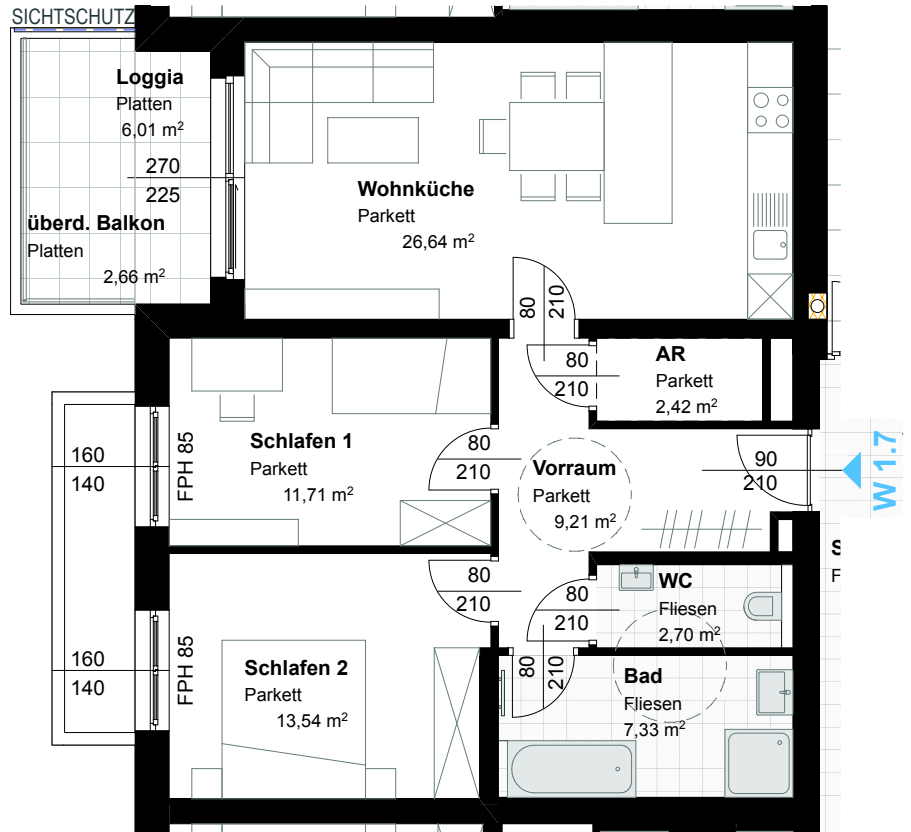 SICHTSCHUTZ
Loggia
Platten
6,01 m²
270
225
überd. Balkon
Platten
2,66 m²
Wohnküche
Parkett
26,64 m²
80
210
80
210
AR
Parkett
2,42 m²
160
140
FPH 85
Schlafen 1
Parkett
11,71 m²
80
210
Vorraum
Parkett
9,21 m²
90
210
W 1.7
S
F
80
210
80
210
WC
Fliesen
2,70 m²
160
140
FPH 85
Schlafen 2
Parkett
13,54 m²
80
210
Bad
Fliesen
7,33 m²